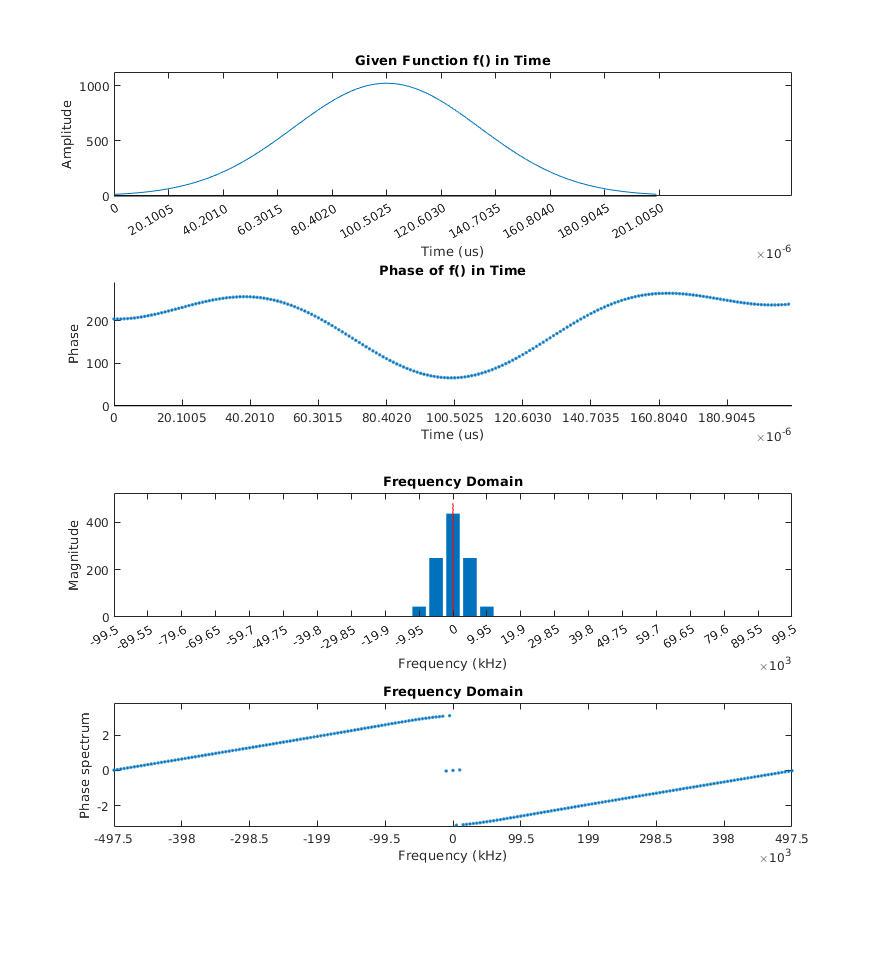 Given Function f() in Time
1000
500
0
Amplitude
0 20.1005 40.2010 60.3015 80.4020 100.5025 120.6030 140.7035 160.8040 180.9045 201.0050
Time (us)
×10-6
Phase of f() in Time
200
100
0
Phase
0 20.1005 40.2010 60.3015 80.4020 100.5025 120.6030 140.7035 160.8040 180.9045
Time (us)
×10-6
Frequency Domain
400
200
0
Magnitude
-99.5 -89.55 -79.6 -69.65 -59.7 -49.75 -39.8 -29.85 -19.9 -9.95 0 9.95 19.9 29.85 39.8 49.75 59.7 69.65 79.6 89.55 99.5
Frequency (kHz)
×103
Frequency Domain
2
0
-2
Phase spectrum
-497.5 -398 -298.5 -199 -99.5 0 99.5 199 298.5 398 497.5
Frequency (kHz)
×103